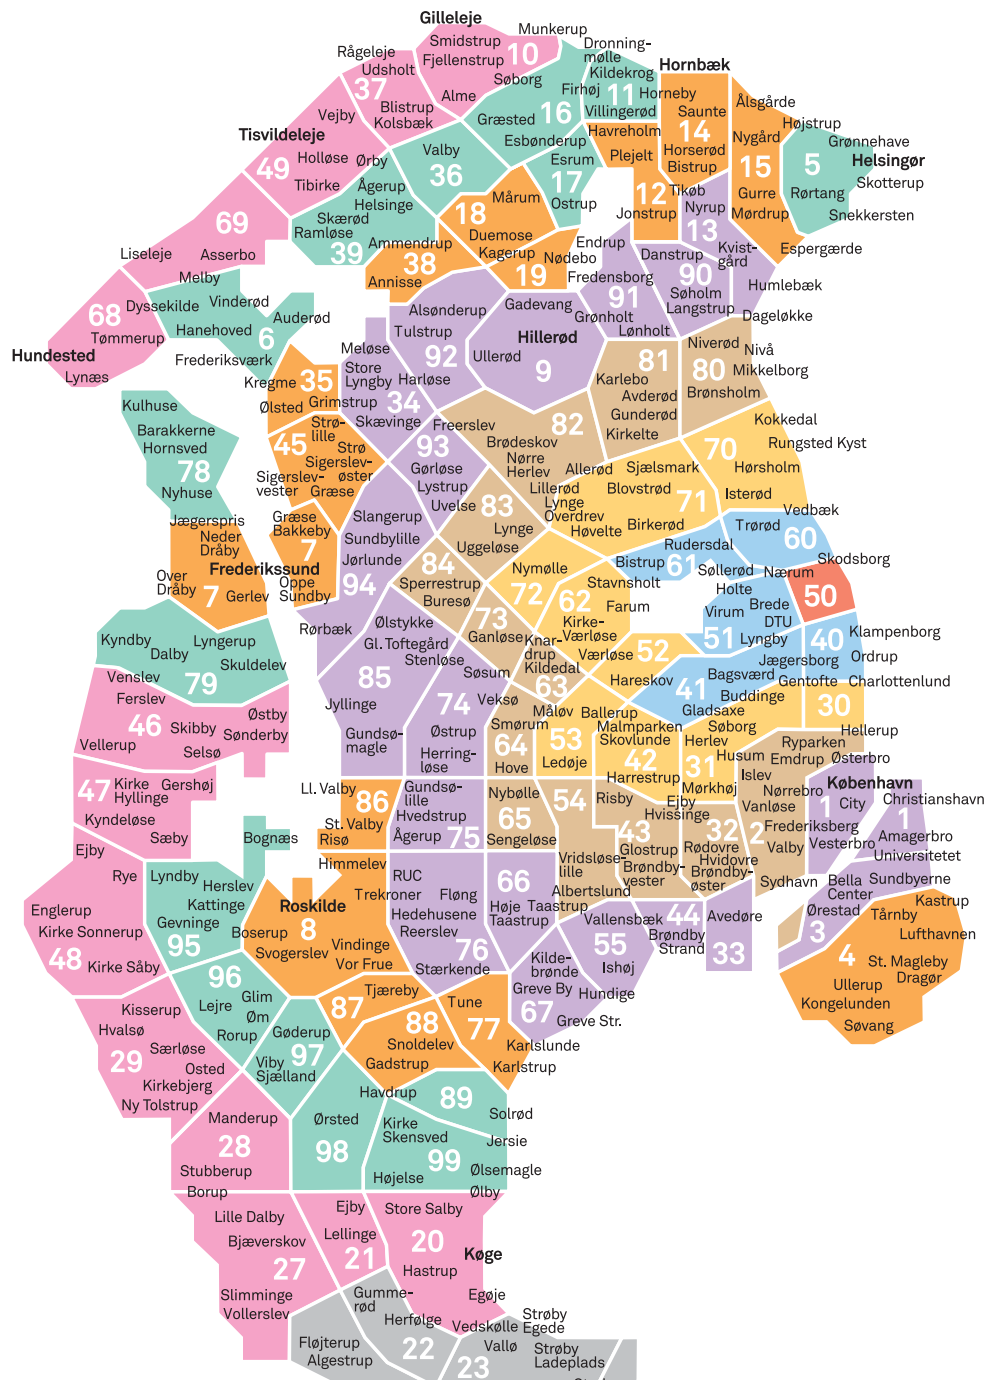 Gilleleje
Munkerup
Smidstrup
10
Fjellenstrup
Søborg
Dronning-
mølle
Kildekrog
Rågeleje
Udsholt
37
Blistrup
Kolsbæk
Vejby
Alme
Hornbæk
Firhøj
11
Horneby
Villingerød
16
Græsted
Esbønderup
Saunte
14
Horserød
Bistrup
Ålsgårde
Nygård
15
Gurre
Mørdrup
Højstrup
Grønnehave
5
Helsingør
Skotterup
Rørtang
Snekkersten
Espergærde
Tisvildeleje
49
Holløse
Ørby
Tibirke
Valby
36
Havreholm
Plejelt
12
Jonstrup
Esrum
17
Ostrup
Tikøb
Nyrup
13
Kvist-
gård
Humlebæk
Ågerup
Helsinge
Skærød
Ramløse
39
Mårum
18
Duemose
Kagerup
Nødebo
19
Ammendrup
38
Annisse
69
Liseleje
Asserbo
Endrup
Fredensborg
91
Grønholt
Lønholt
Danstrup
90
Søholm
Langstrup
Dageløkke
Melby
Dyssekilde
Vinderød
Hanehoved
6
Auderød
Frederiksværk
68
Tømmerup
Hundested
Lynæs
Alsønderup
Tulstrup
92
Harløse
Gadevang
Hillerød
Ullerød
9
Meløse
Store
Lyngby
34
Skævinge
Kregme
35
Grimstrup
Ølsted
81
Karlebo
Avderød
Gunderød
Kirkelte
Niverød
80
Nivå
Mikkelborg
Brønsholm
Kulhuse
Barakkerne
Hornsved
78
Nyhuse
Jægerspris
45
Strø-
lille
Strø
Sigerslev-
øster
Sigerslev-
vester
Græse
Freerslev
93
Gørløse
Lystrup
Uvelse
82
Brødeskov
Nørre
Herlev
Allerød
Lillerød
Lynge
Overdrev
Høvelte
Kokkedal
70
Rungsted Kyst
Hørsholm
Isterød
Vedbæk
Sjælsmark
Blovstrød
71
Birkerød
83
Lynge
Uggeløse
Slangerup
Sundbylille
Jørlunde
94
Rørbæk
Græse
Bakkeby
7
Frederikssund
Oppe
Sundby
Neder
Dråby
Over
Dråby
7
Gerlev
84
Sperrestrup
Buresø
Nymølle
72
Bistrup
Rudersdal
61
Søllerød
Trørød
60
Skodsborg
Nærum
50
Stavnsholt
62
Farum
Kirke-
Værløse
Værløse
52
Hareskov
Holte
Virum
Brede
DTU
51
Lyngby
40
Klampenborg
Ordrup
Charlottenlund
Jægersborg
Gentofte
Bagsværd
41
Buddinge
Gladsaxe
Søborg
30
Hellerup
Kyndby
Dalby
Lyngerup
Skuldelev
79
Venslev
Ferslev
46
Skibby
Selsø
Østby
Sønderby
Vellerup
Ølstykke
Gl. Toftegård
Stenløse
85
Jyllinge
Gundsø-
magle
73
Ganløse
Knar-
drup
Kildedal
63
Søsum
74
Veksø
Østrup
Herring-
løse
Smørum
64
Hove
Måløv
53
Ledøje
Ballerup
Malmparken
Skovlunde
42
Harrestrup
Herlev
31
Mørkhøj
Husum
Islev
Ryparken
Emdrup
Østerbro
København
Nørrebro
1
City
Christianshavn
1
Amagerbro
Universitetet
Vanløse
2
Frederiksberg
Vesterbro
Valby
Sydhavn
47
Kirke
Hyllinge
Gershøj
Kyndeløse
Sæby
Ll. Valby
86
St. Valby
Risø
Himmelev
Gundsø-
lille
Hvedstrup
Ågerup
75
Nybølle
65
Sengeløse
54
Risby
43
Glostrup
Brøndby-
vester
Vridsløse-
lille
Albertslund
Ejby
Hvissinge
32
Rødovre
Hvidovre
Brøndby-
øster
Bognæs
Ejby
Rye
Englerup
Kirke Sonnerup
48
Kirke Såby
Lyndby
Herslev
Kattinge
Gevninge
95
Boserup
Roskilde
8
Svogerslev
Vindinge
Vor Frue
RUC
Trekroner
Fløng
Hedehusene
Reerslev
76
Stærkende
66
Høje
Taastrup
Taastrup
Vallensbæk
55
Ishøj
44
Brøndby
Strand
Avedøre
33
Bella
Center
Sundbyerne
Ørestad
3
Kastrup
Tårnby
Lufthavnen
4
St. Magleby
Dragør
Ullerup
Kongelunden
Søvang
Kilde-
brønde
Greve By
67
Hundige
Greve Str.
96
Lejre
Glim
Øm
Rorup
Gøderup
97
Viby
Sjælland
87
Tjæreby
88
Snoldelev
Gadstrup
Tune
77
Karlslunde
Karlstrup
Kisserup
Hvalsø
29
Særløse
Osted
Kirkebjerg
Ny Tolstrup
Havdrup
89
Solrød
Jersie
Kirke
Skensved
99
Ølsemagle
Højelse
Ølby
Ørsted
98
Manderup
28
Stubberup
Borup
Lille Dalby
Bjæverskov
27
Slimminge
Vollerslev
Ejby
Lellinge
21
Store Salby
20
Køge
Hastrup
Egøje
Gumme-
rød
Herfølge
22
Vedskølle
Strøby
Egede
Vallø
23
Strøby
Ladeplads
Fløjterup
Algestrup